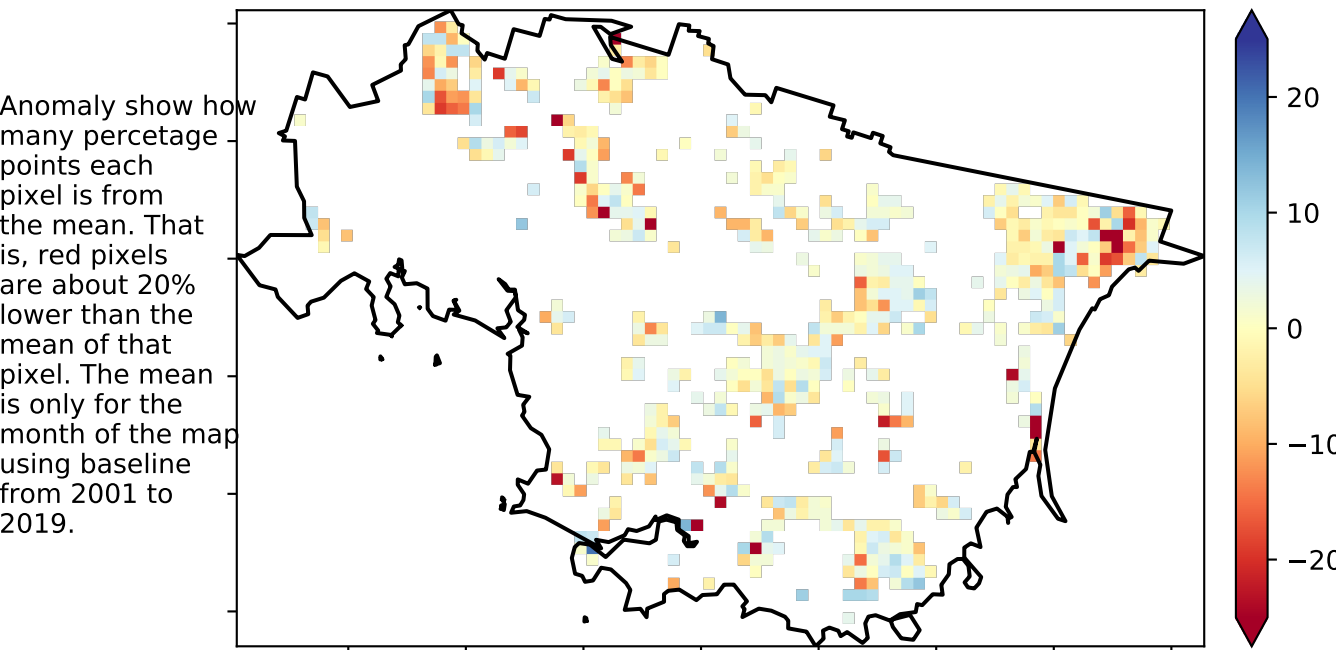 Anomaly show how
many percetage
points each
pixel is from
the mean. That
is, red pixels
are about 20%
lower than the
mean of that
pixel. The mean
is only for the
month of the map
using baseline
from 2001 to
2019.
20
10
0
−10
−20